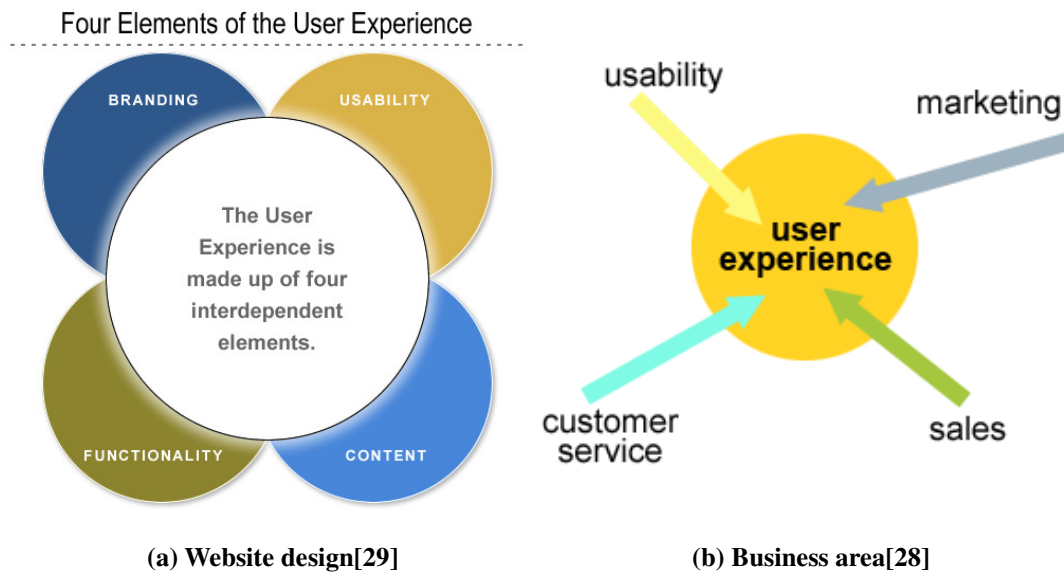 Four Elements of the User Experience
BRANDING
USABILITY
The User
Experience is
made up of four
interdependent
elements.
FUNCTIONALITY
CONTENT
(a) Website design[29]
usability
marketing
user
experience
customer
service
sales
(b) Business area[28]